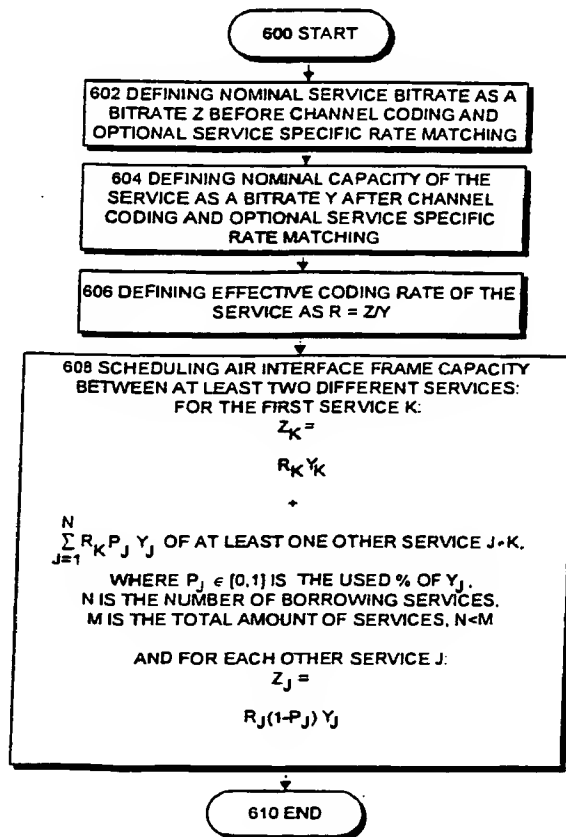 600 START
602 DEFINING NOMINAL SERVICE BITRATE AS A
BITRATE Z BEFORE CHANNEL CODING AND
OPTIONAL SERVICE SPECIFIC RATE MATCHING
604 DEFINING NOMINAL CAPACITY OF THE
SERVICE AS A BITRATE Y AFTER CHANNEL
CODING AND OPTIONAL SERVICE SPECIFIC
RATE MATCHING
606 DEFINING EFFECTIVE CODING RATE OF THE
SERVICE AS R = Z/Y
608 SCHEDULING AIR INTERFACE FRAME CAPACITY
BETWEEN AT LEAST TWO DIFFERENT SERVICES:
FOR THE FIRST SERVICE K:
Z_K =
R_K Y_K
+
N
∑ R_K P_J Y_J OF AT LEAST ONE OTHER SERVICE J-K,
J=1
WHERE P_J ∈ [0,1] IS THE USED % OF Y_J,
N IS THE NUMBER OF BORROWING SERVICES,
M IS THE TOTAL AMOUNT OF SERVICES, N<M
AND FOR EACH OTHER SERVICE J:
Z_J =
R_J(1-P_J) Y_J
610 END